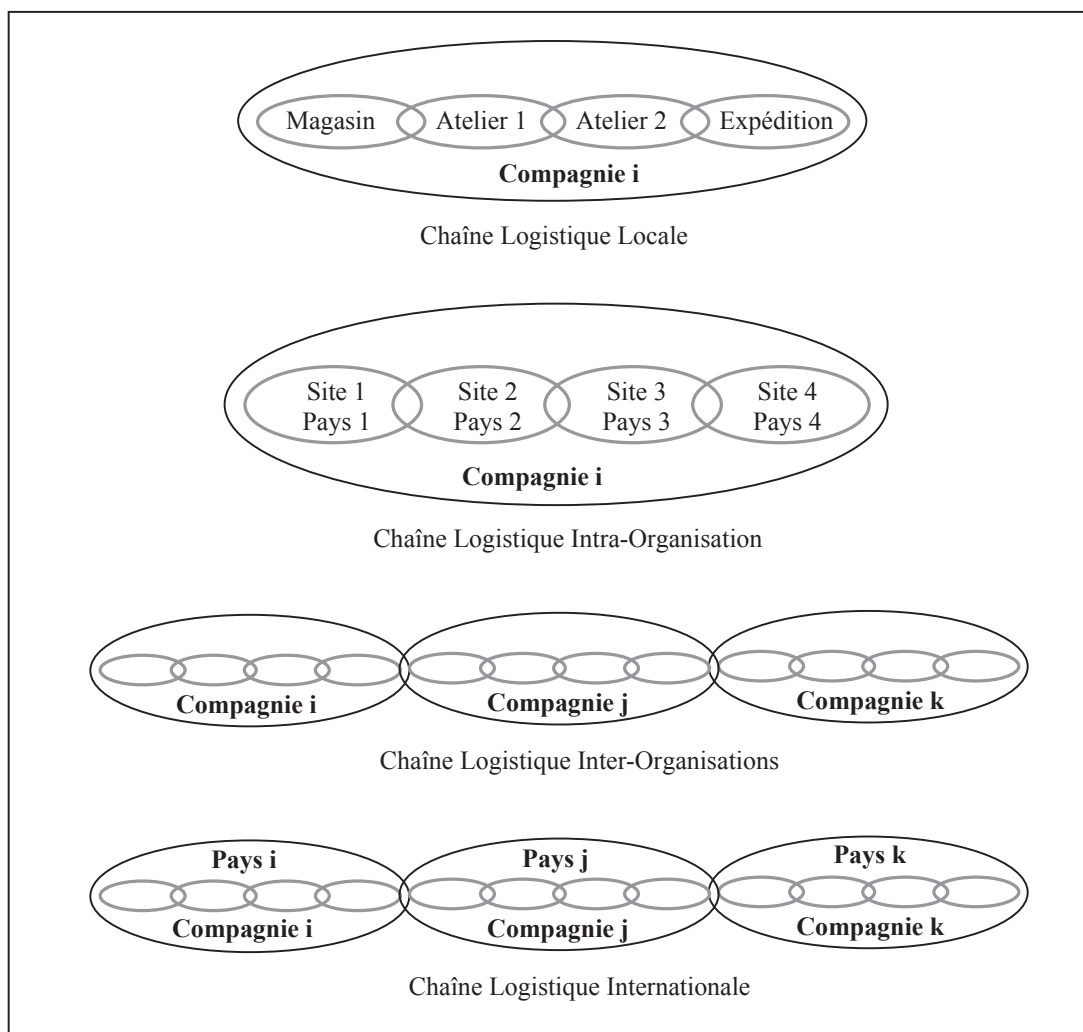 Magasin Atelier 1 Atelier 2 Expédition
Compagnie i
Chaîne Logistique Locale
Site 1 Site 2 Site 3 Site 4
Pays 1 Pays 2 Pays 3 Pays 4
Compagnie i
Chaîne Logistique Intra-Organisation
Compagnie i Compagnie j Compagnie k
Chaîne Logistique Inter-Organisations
Pays i Pays j Pays k
Compagnie i Compagnie j Compagnie k
Chaîne Logistique Internationale